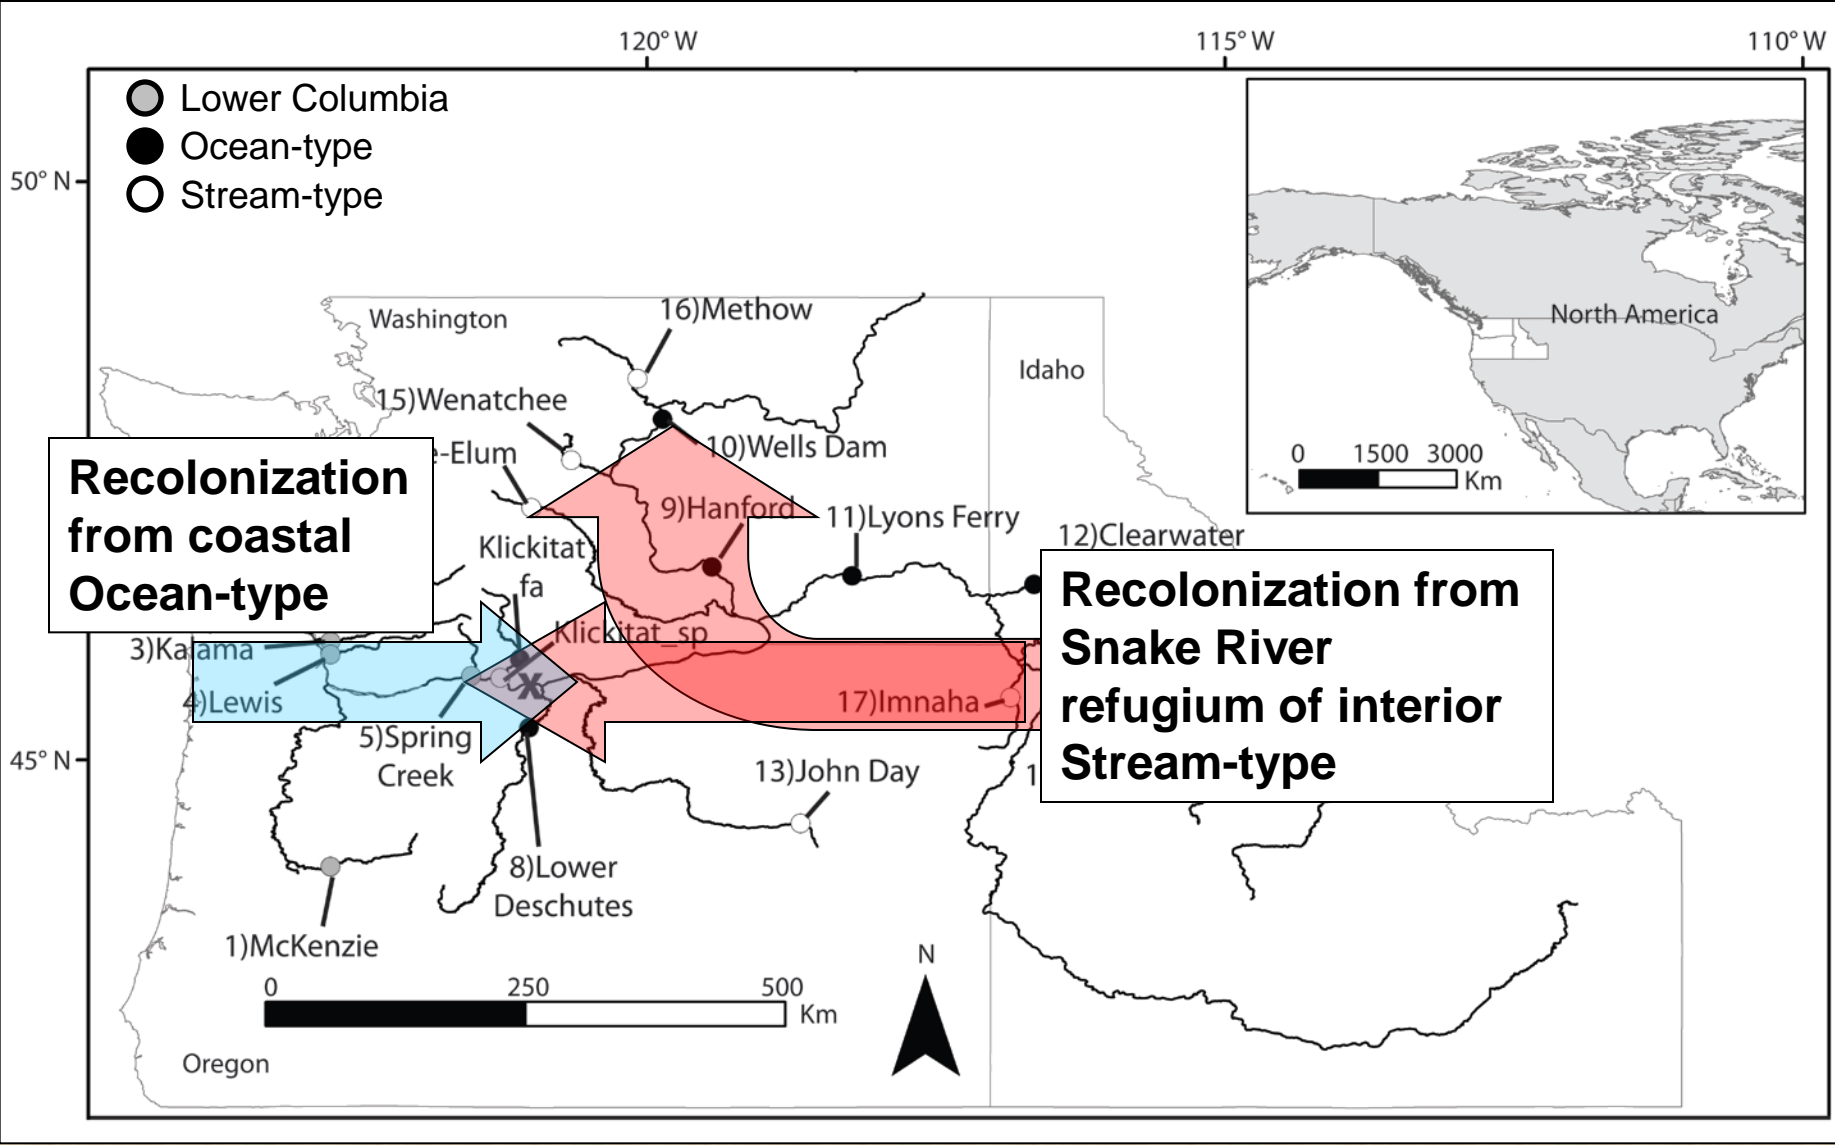 120° W
115° W
110° W
Lower Columbia
Ocean-type
Stream-type
50° N
45° N
Washington
16)Methow
Idaho
North America
0 1500 3000
Km
15)Wenatchee
e-Elum
10)Wells Dam
9)Hanford
11)Lyons Ferry
12)Clearwater
Recolonization
from coastal
Ocean-type
Klickitat
fa
Klickitat_sp
Recolonization from
Snake River
refugium of interior
Stream-type
3)Kalama
4)Lewis
X
17)Imnaha
5)Spring
Creek
13)John Day
1
8)Lower
Deschutes
1)McKenzie
N
0 250 500
Km
Oregon